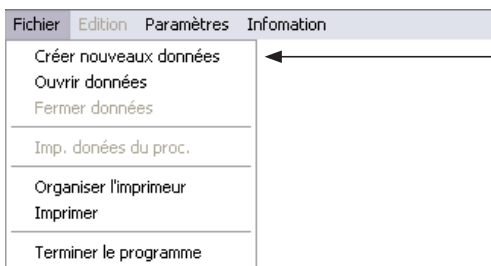 Fichier Edition Paramètres Infomation
Créer nouveaux données
Ouvrir données
Fermer données
Imp. donées du proc.
Organiser l'imprimeur
Imprimer
Terminer le programme